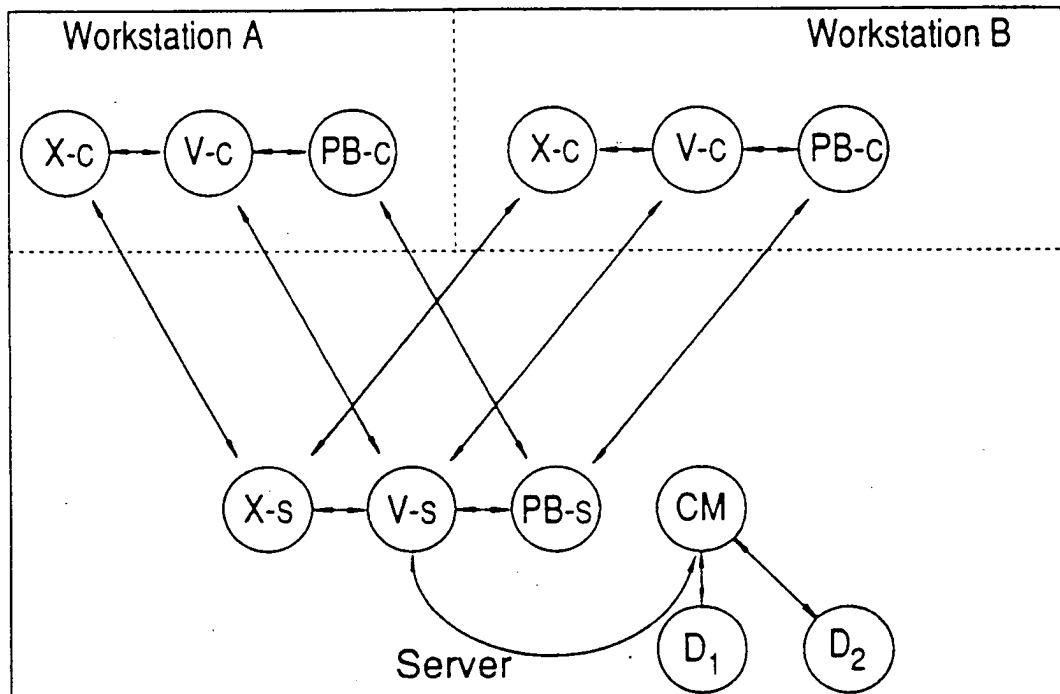 Workstation A
Workstation B
X-c
V-c
PB-c
X-c
V-c
PB-c
X-s
V-s
PB-s
CM
Server
D₁
D₂